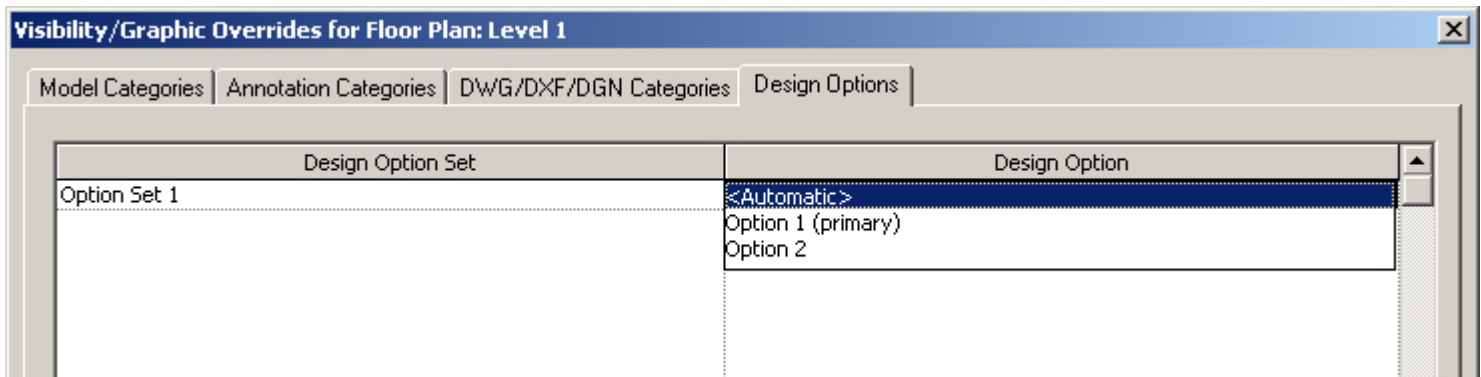 Visibility/Graphic Overrides for Floor Plan: Level 1
Model Categories Annotation Categories DWG/DXF/DGN Categories Design Options
Design Option Set Design Option
Option Set 1 <Automatic>
Option 1 (primary)
Option 2